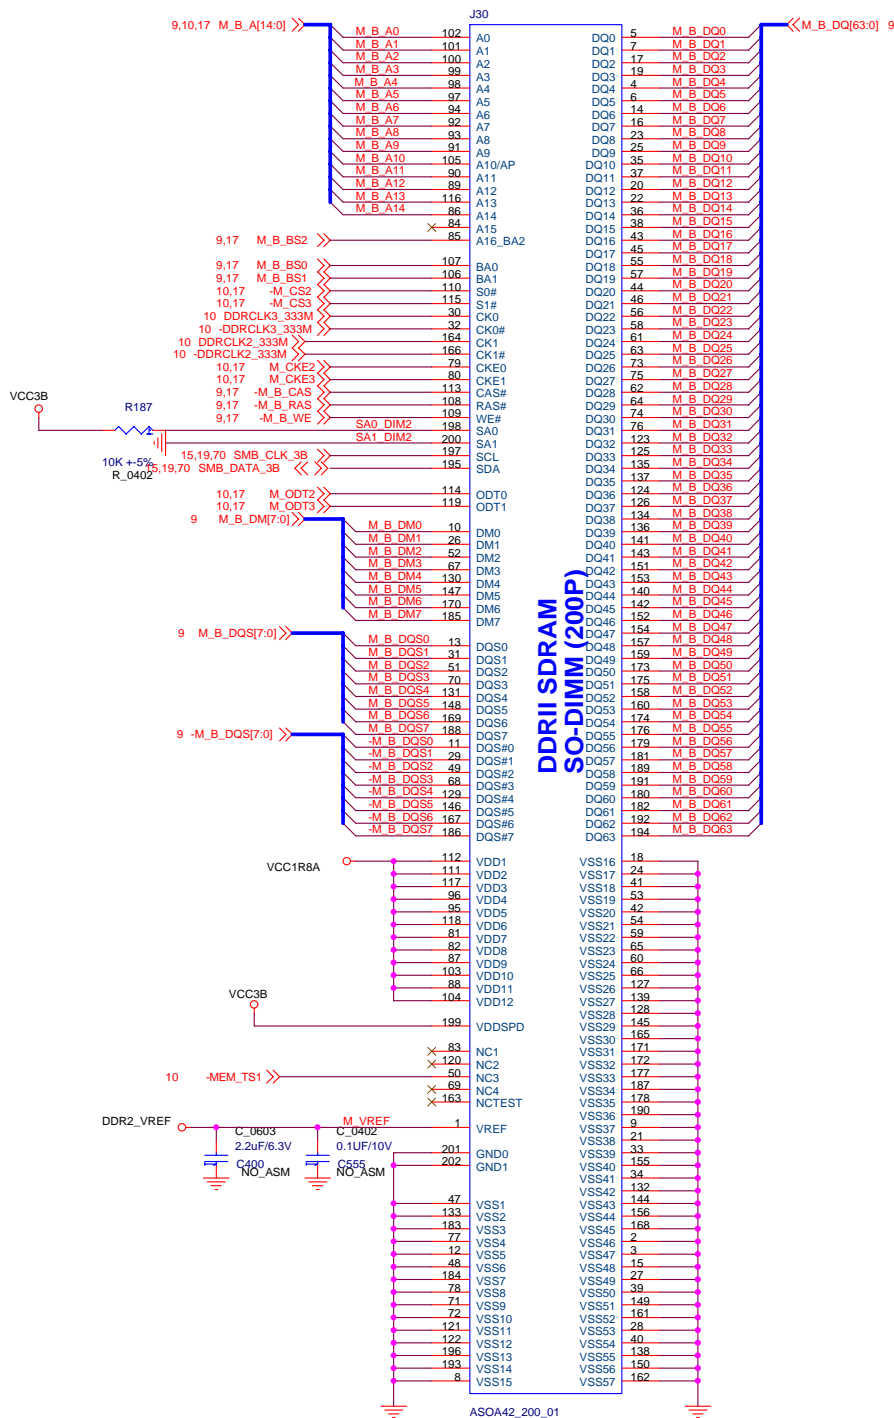 J30
9,10,17 M_B_A[14:0]
M_B_A0 102 A0
M_B_A1 101 A1
M_B_A2 100 A2
M_B_A3 99 A3
M_B_A4 98 A4
M_B_A5 97 A5
M_B_A6 94 A6
M_B_A7 92 A7
M_B_A8 93 A8
M_B_A9 91 A9
M_B_A10 105 A10/AP
M_B_A11 90 A11
M_B_A12 89 A12
M_B_A13 116 A13
M_B_A14 86 A14
84 A15
9,17 M_B_BS2 85 A16_BA2
9,17 M_B_BS0 107 BA0
9,17 M_B_BS1 106 BA1
10,17 -M_CS2 110 S0#
10,17 -M_CS3 115 S1#
10 DDRCLK3_333M 30 CK0
10 -DDRCLK3_333M 32 CK0#
10 DDRCLK2_333M 164 CK1
10 -DDRCLK2_333M 166 CK1#
10,17 M_CKE2 79 CKE0
10,17 M_CKE3 80 CKE1
9,17 -M_B_CAS 113 CAS#
9,17 -M_B_RAS 108 RAS#
9,17 -M_B_WE 109 WE#
VCC3B
R187
10K +-5%
R_0402
SA0_DIM2 198 SA0
SA1_DIM2 200 SA1
15,19,70 SMB_CLK_3B 197 SCL
15,19,70 SMB_DATA_3B 195 SDA
10,17 M_ODT2 114 ODT0
10,17 M_ODT3 119 ODT1
9 M_B_DM[7:0]
M_B_DM0 10 DM0
M_B_DM1 26 DM1
M_B_DM2 52 DM2
M_B_DM3 67 DM3
M_B_DM4 130 DM4
M_B_DM5 147 DM5
M_B_DM6 170 DM6
M_B_DM7 185 DM7
9 M_B_DQS[7:0]
M_B_DQS0 13 DQS0
M_B_DQS1 31 DQS1
M_B_DQS2 51 DQS2
M_B_DQS3 70 DQS3
M_B_DQS4 131 DQS4
M_B_DQS5 148 DQS5
M_B_DQS6 169 DQS6
M_B_DQS7 188 DQS7
9 -M_B_DQS[7:0]
-M_B_DQS0 11 DQS#0
-M_B_DQS1 29 DQS#1
-M_B_DQS2 49 DQS#2
-M_B_DQS3 68 DQS#3
-M_B_DQS4 129 DQS#4
-M_B_DQS5 146 DQS#5
-M_B_DQS6 167 DQS#6
-M_B_DQS7 186 DQS#7
VCC1R8A
112 VDD1
111 VDD2
117 VDD3
96 VDD4
95 VDD5
118 VDD6
81 VDD7
82 VDD8
87 VDD9
103 VDD10
88 VDD11
104 VDD12
VCC3B
199 VDDSPD
83 NC1
120 NC2
10 -MEM_TS1 50 NC3
69 NC4
163 NCTEST
DDR2_VREF M_VREF 1 VREF
C_0603
2.2uF/6.3V
C400
NO_ASM
C_0402
0.1UF/10V
C555
NO_ASM
201 GND0
202 GND1
47 VSS1
133 VSS2
183 VSS3
77 VSS4
12 VSS5
48 VSS6
184 VSS7
78 VSS8
71 VSS9
72 VSS10
121 VSS11
122 VSS12
196 VSS13
193 VSS14
8 VSS15
DDRII SDRAM
SO-DIMM (200P)
M_B_DQ[63:0] 9
DQ0 5 M_B_DQ0
DQ1 7 M_B_DQ1
DQ2 17 M_B_DQ2
DQ3 19 M_B_DQ3
DQ4 4 M_B_DQ4
DQ5 6 M_B_DQ5
DQ6 14 M_B_DQ6
DQ7 16 M_B_DQ7
DQ8 23 M_B_DQ8
DQ9 25 M_B_DQ9
DQ10 35 M_B_DQ10
DQ11 37 M_B_DQ11
DQ12 20 M_B_DQ12
DQ13 22 M_B_DQ13
DQ14 36 M_B_DQ14
DQ15 38 M_B_DQ15
DQ16 43 M_B_DQ16
DQ17 45 M_B_DQ17
DQ18 55 M_B_DQ18
DQ19 57 M_B_DQ19
DQ20 44 M_B_DQ20
DQ21 46 M_B_DQ21
DQ22 56 M_B_DQ22
DQ23 58 M_B_DQ23
DQ24 61 M_B_DQ24
DQ25 63 M_B_DQ25
DQ26 73 M_B_DQ26
DQ27 75 M_B_DQ27
DQ28 62 M_B_DQ28
DQ29 64 M_B_DQ29
DQ30 74 M_B_DQ30
DQ31 76 M_B_DQ31
DQ32 123 M_B_DQ32
DQ33 125 M_B_DQ33
DQ34 135 M_B_DQ34
DQ35 137 M_B_DQ35
DQ36 124 M_B_DQ36
DQ37 126 M_B_DQ37
DQ38 134 M_B_DQ38
DQ39 136 M_B_DQ39
DQ40 141 M_B_DQ40
DQ41 143 M_B_DQ41
DQ42 151 M_B_DQ42
DQ43 153 M_B_DQ43
DQ44 140 M_B_DQ44
DQ45 142 M_B_DQ45
DQ46 152 M_B_DQ46
DQ47 154 M_B_DQ47
DQ48 157 M_B_DQ48
DQ49 159 M_B_DQ49
DQ50 173 M_B_DQ50
DQ51 175 M_B_DQ51
DQ52 158 M_B_DQ52
DQ53 160 M_B_DQ53
DQ54 174 M_B_DQ54
DQ55 176 M_B_DQ55
DQ56 179 M_B_DQ56
DQ57 181 M_B_DQ57
DQ58 189 M_B_DQ58
DQ59 191 M_B_DQ59
DQ60 180 M_B_DQ60
DQ61 182 M_B_DQ61
DQ62 192 M_B_DQ62
DQ63 194 M_B_DQ63
VSS16 18
VSS17 24
VSS18 41
VSS19 53
VSS20 42
VSS21 54
VSS22 59
VSS23 65
VSS24 60
VSS25 66
VSS26 127
VSS27 139
VSS28 128
VSS29 145
VSS30 165
VSS31 171
VSS32 172
VSS33 177
VSS34 187
VSS35 178
VSS36 190
VSS37 9
VSS38 21
VSS39 33
VSS40 155
VSS41 34
VSS42 132
VSS43 144
VSS44 156
VSS45 168
VSS46 2
VSS47 3
VSS48 15
VSS49 27
VSS50 39
VSS51 149
VSS52 161
VSS53 28
VSS54 40
VSS55 138
VSS56 150
VSS57 162
ASOA42_200_01